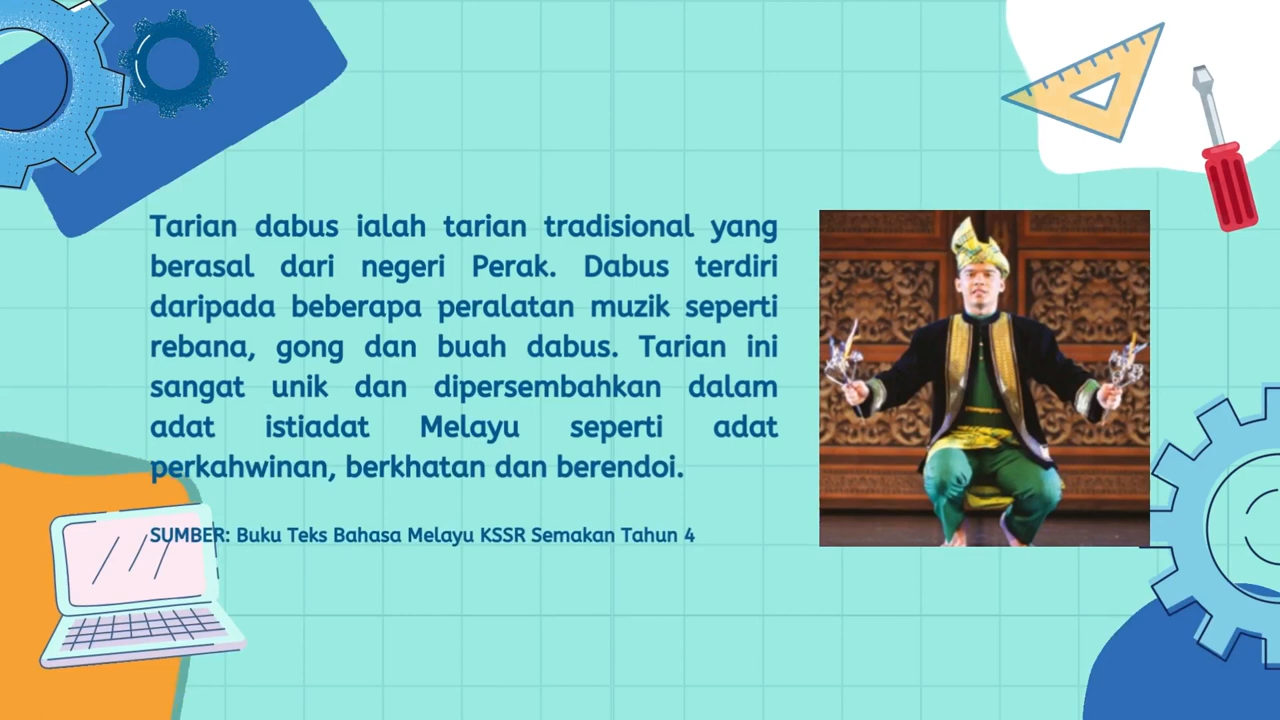 Tarian dabus ialah tarian tradisional yang
berasal dari negeri Perak. Dabus terdiri
daripada beberapa peralatan muzik seperti
rebana, gong dan buah dabus. Tarian ini
sangat unik dan dipersembahkan dalam
adat istiadat Melayu seperti adat
perkahwinan, berkhatan dan berendoi.
SUMBER: Buku Teks Bahasa Melayu KSSR Semakan Tahun 4